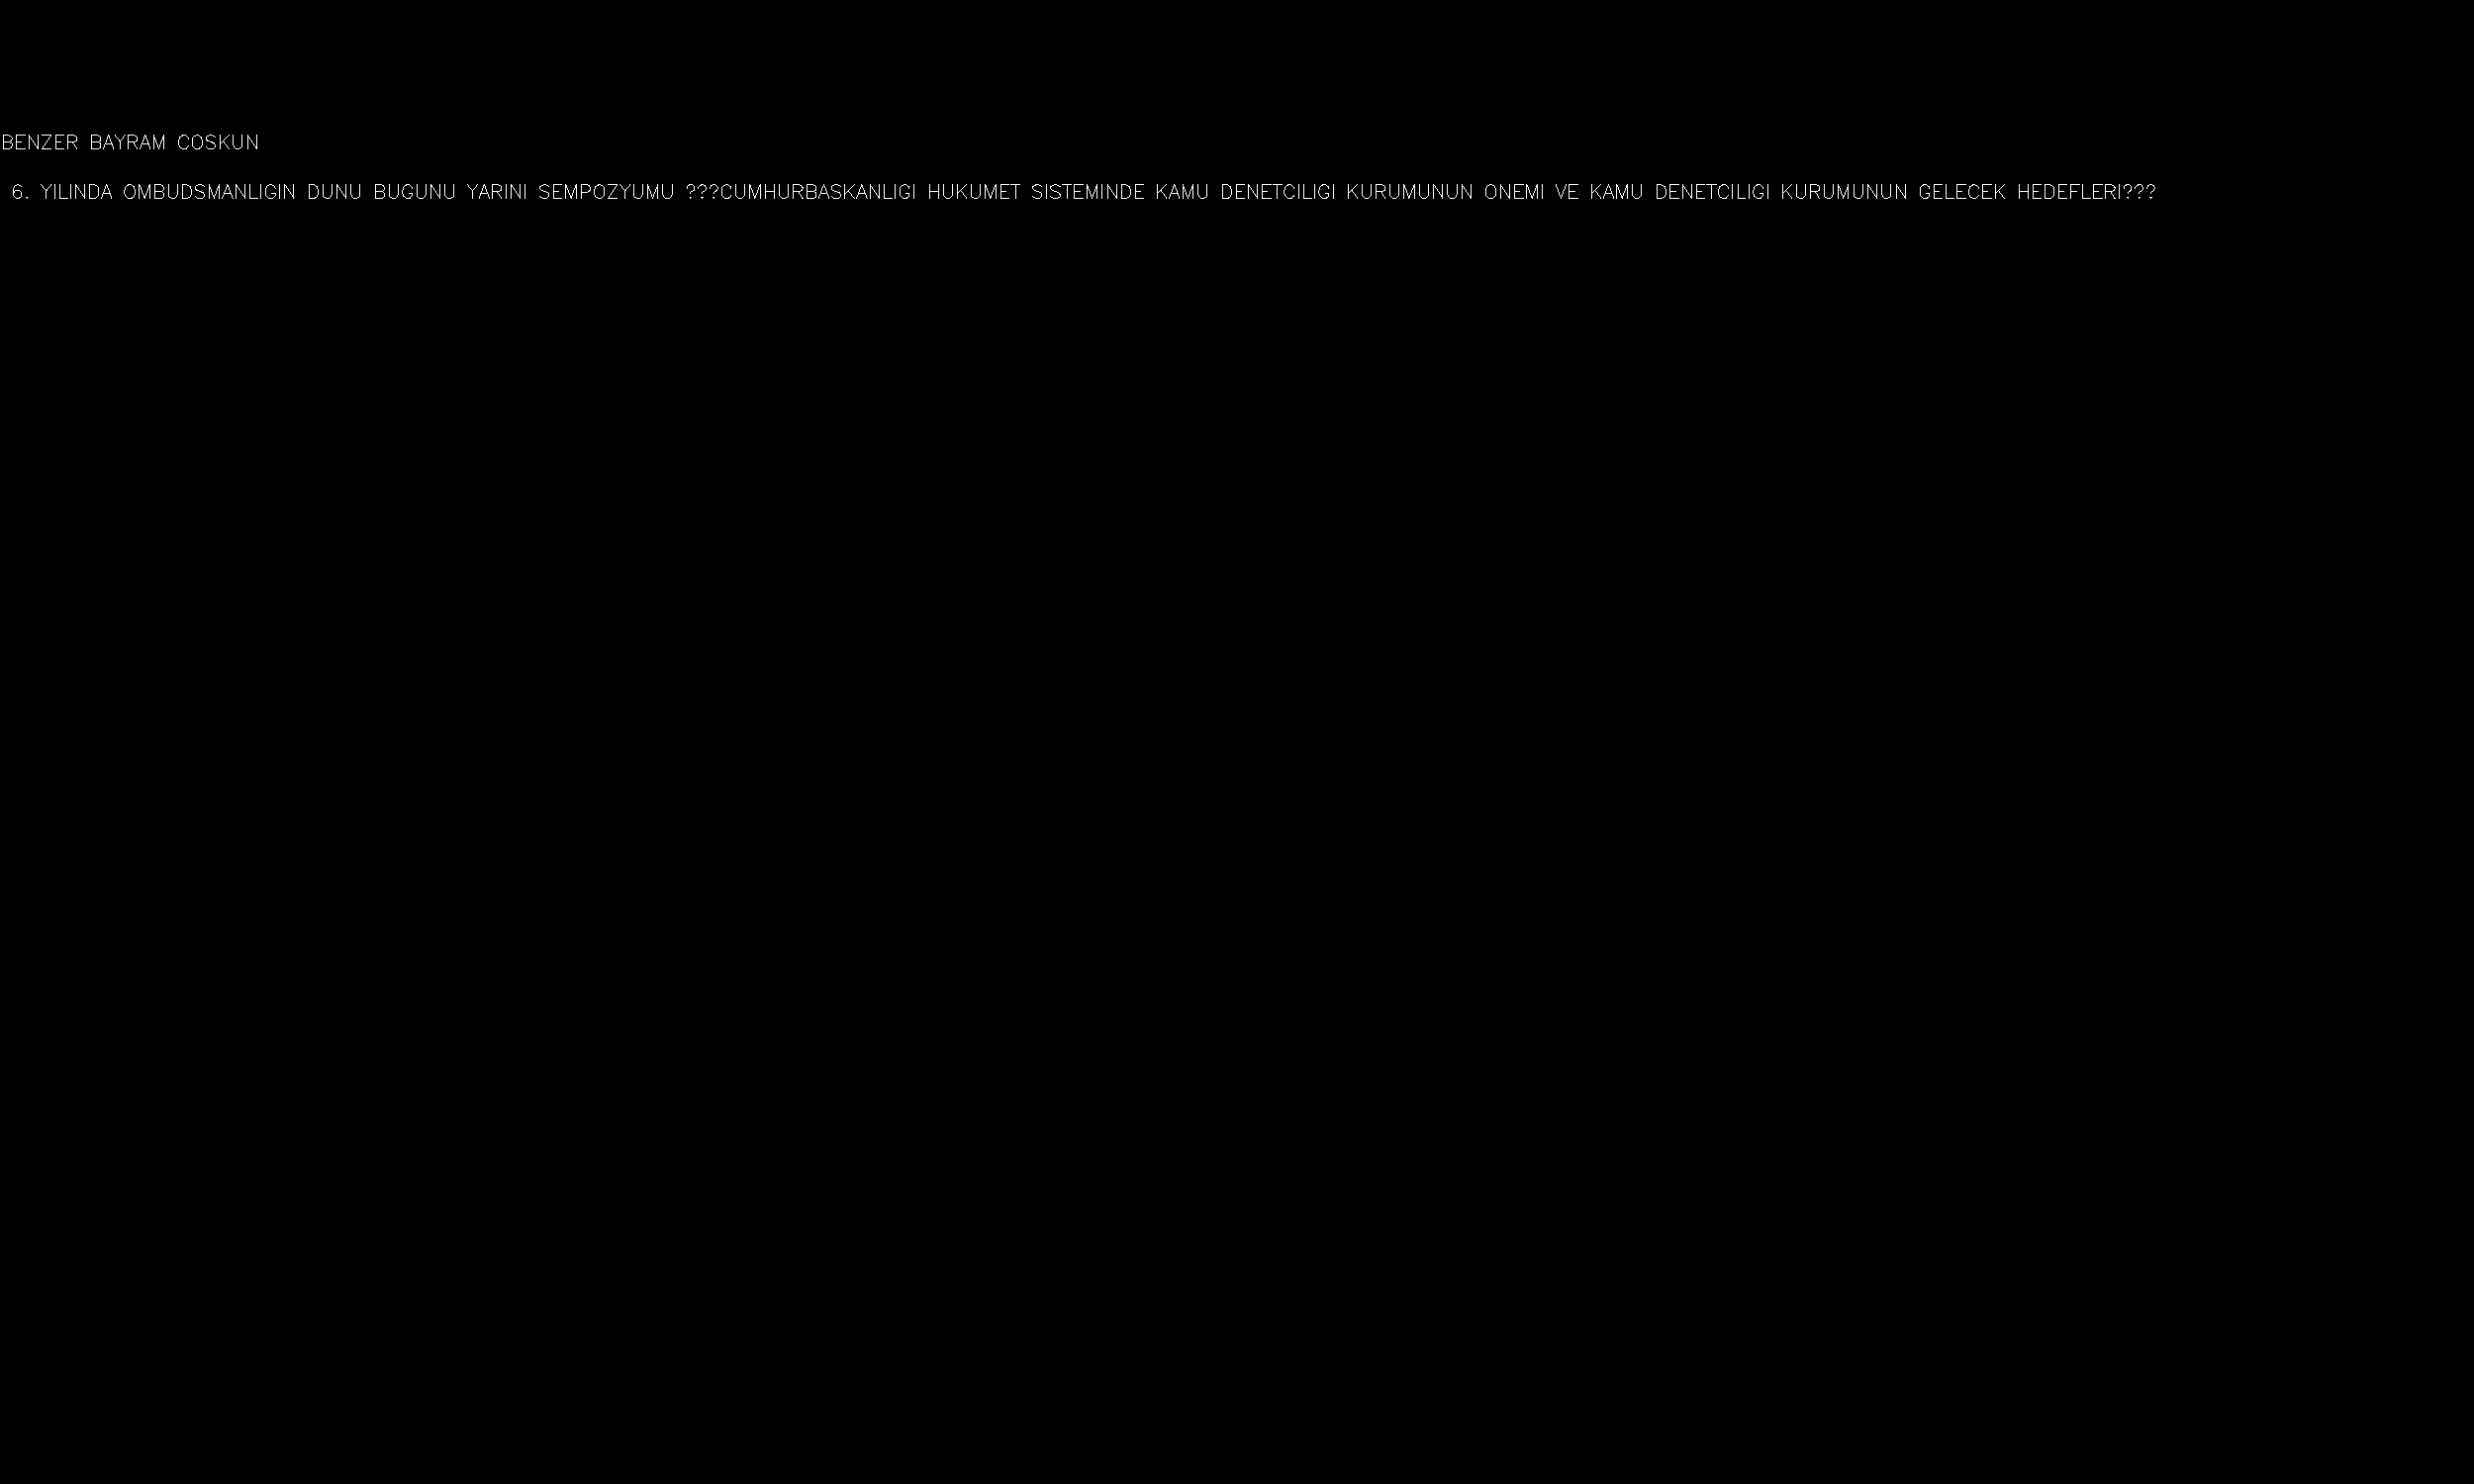 BENZER BAYRAM COSKUN
6. YILINDA OMBUDSMANLIGIN DUNU BUGUNU YARINI SEMPOZYUMU ???CUMHURBASKANLIGI HUKUMET SISTEMINDE KAMU DENETCILIGI KURUMUNUN ONEMI VE KAMU DENETCILIGI KURUMUNUN GELECEK HEDEFLERI???